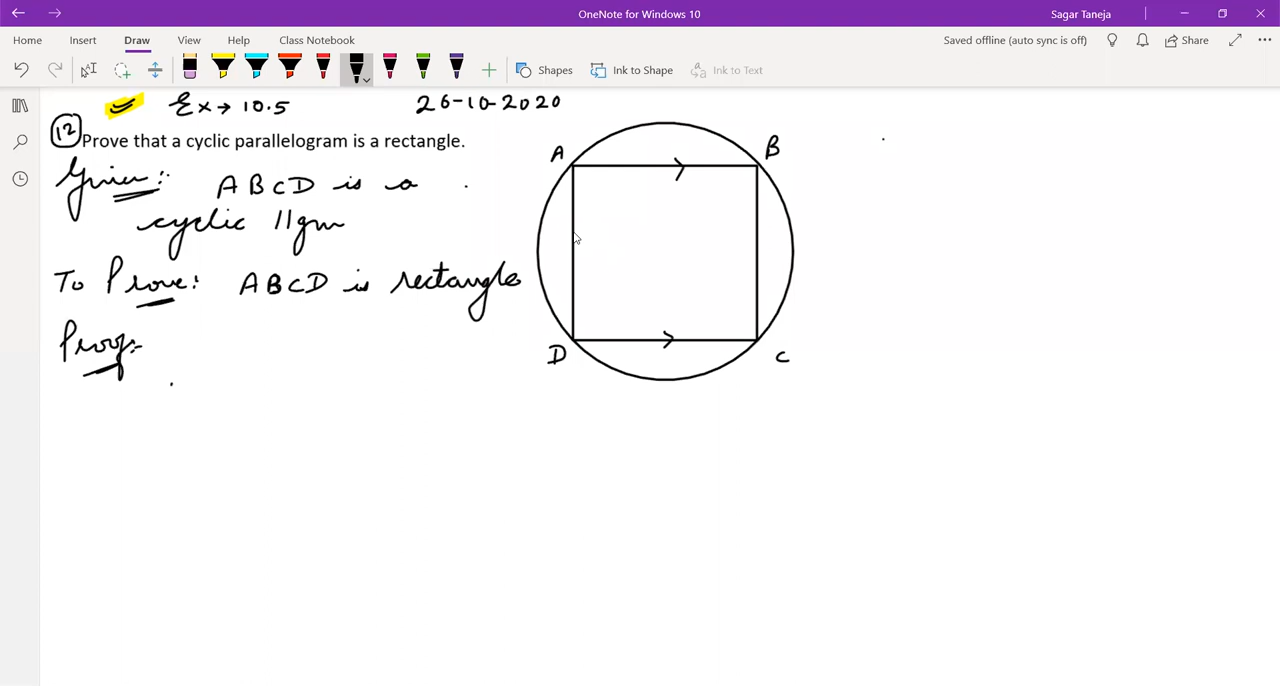 OneNote for Windows 10
Sagar Taneja
Home Insert Draw View Help Class Notebook
Saved offline (auto sync is off) Share
Shapes Ink to Shape Ink to Text
Ex → 10.5 26-10-2020
12 Prove that a cyclic parallelogram is a rectangle.
Given: ABCD is a
cyclic ||gm
To Prove: ABCD is rectangle
Proof:
A B
D C